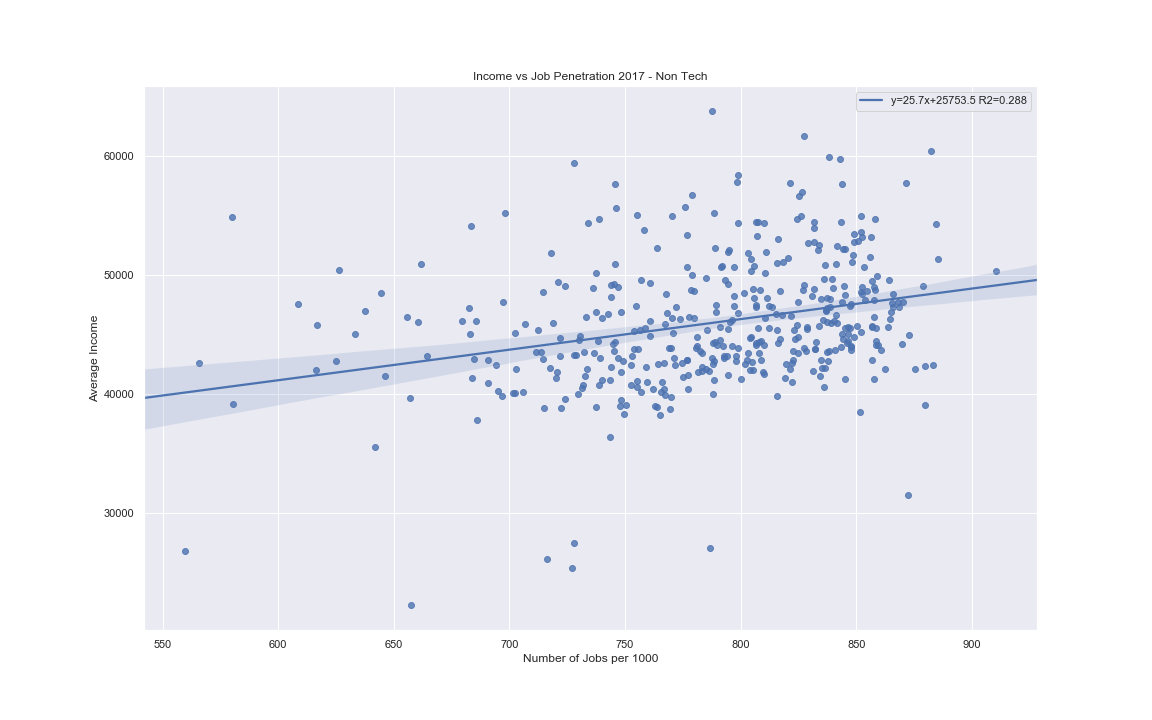 Income vs Job Penetration 2017 - Non Tech
y=25.7x+25753.5 R2=0.288
Average Income
60000
50000
40000
30000
550 600 650 700 750 800 850 900
Number of Jobs per 1000